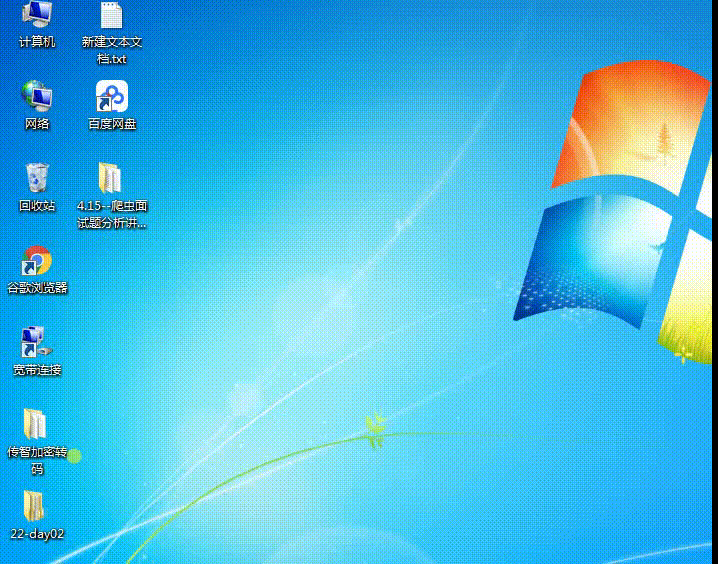 计算机
新建文本文
档.txt
网络
百度网盘
回收站
4.15--爬虫面
试题分析讲...
谷歌浏览器
宽带连接
传智加密转
码
22-day02